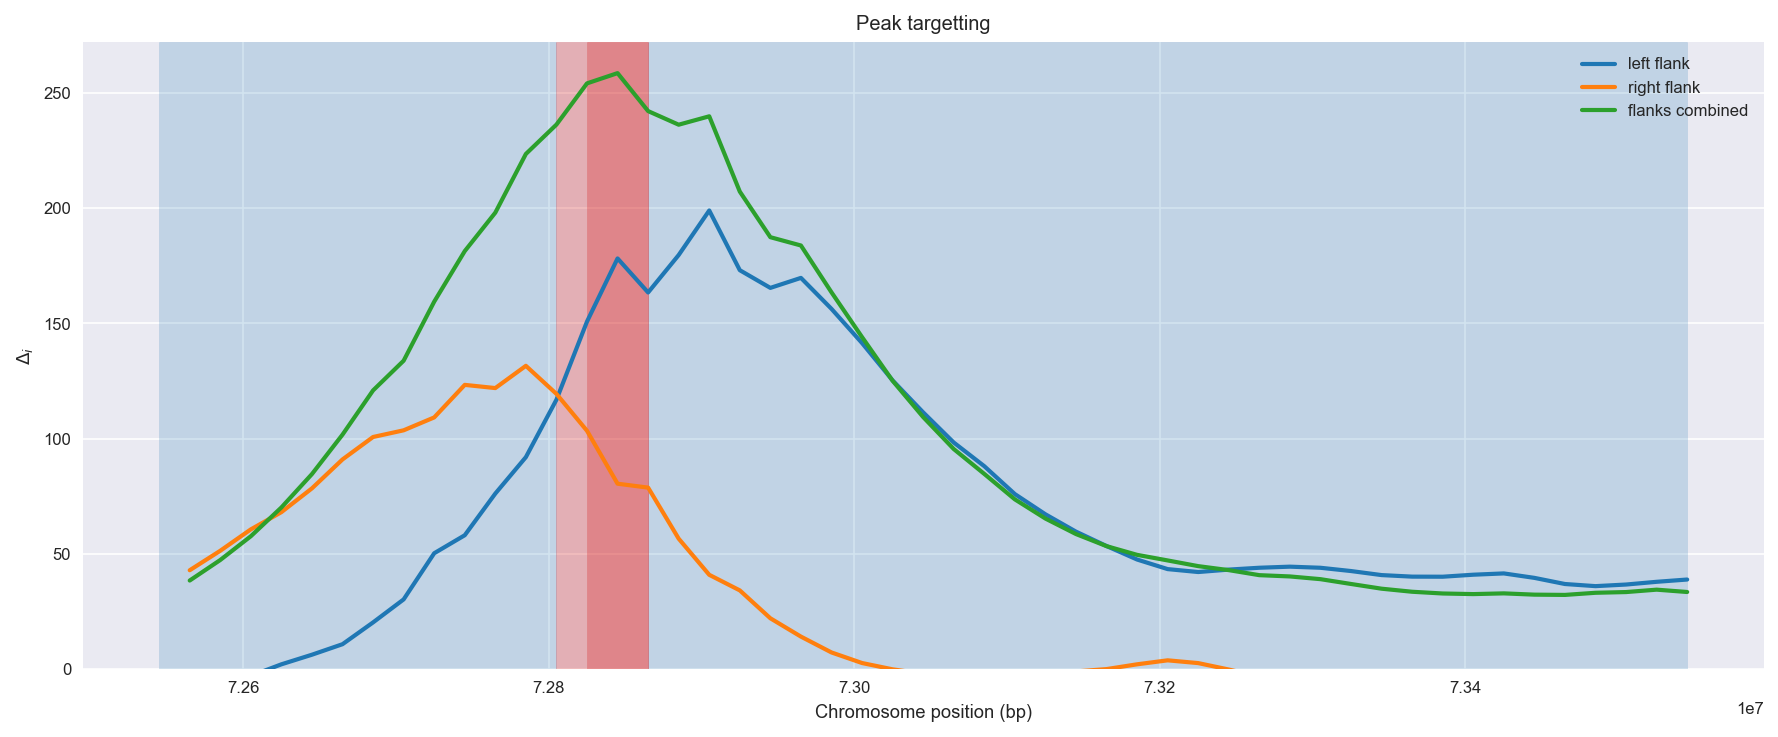 Peak targetting
left flank
right flank
flanks combined
250
200
150
100
50
0
Δi
7.26
7.28
7.30
7.32
7.34
1e7
Chromosome position (bp)